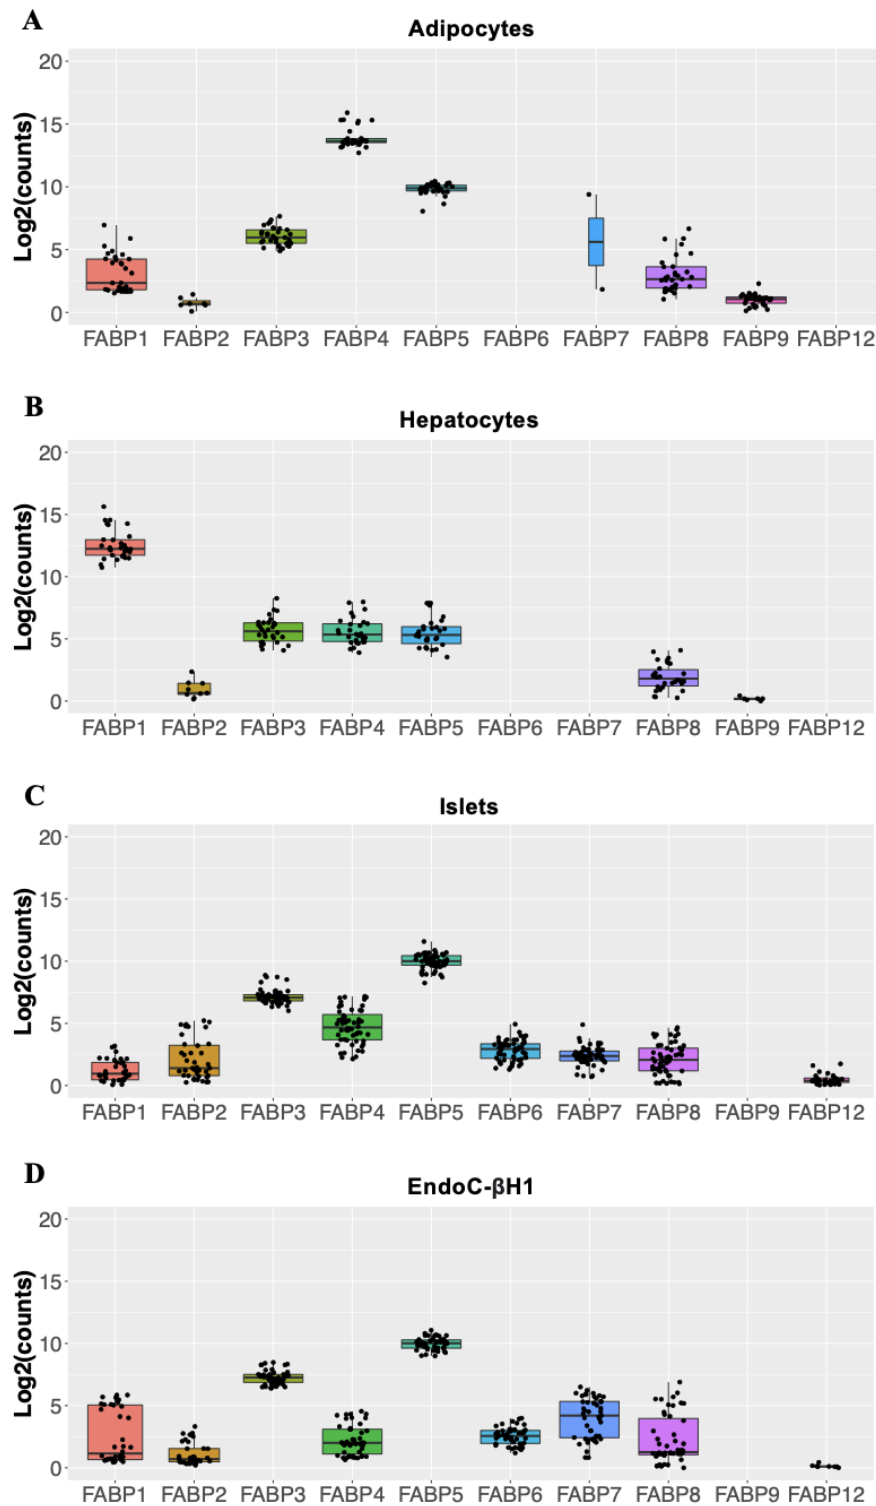 A
Adipocytes
Log2(counts)
20
15
10
5
0
FABP1 FABP2 FABP3 FABP4 FABP5 FABP6 FABP7 FABP8 FABP9 FABP12
B
Hepatocytes
Log2(counts)
20
15
10
5
0
FABP1 FABP2 FABP3 FABP4 FABP5 FABP6 FABP7 FABP8 FABP9 FABP12
C
Islets
Log2(counts)
20
15
10
5
0
FABP1 FABP2 FABP3 FABP4 FABP5 FABP6 FABP7 FABP8 FABP9 FABP12
D
EndoC-βH1
Log2(counts)
20
15
10
5
0
FABP1 FABP2 FABP3 FABP4 FABP5 FABP6 FABP7 FABP8 FABP9 FABP12